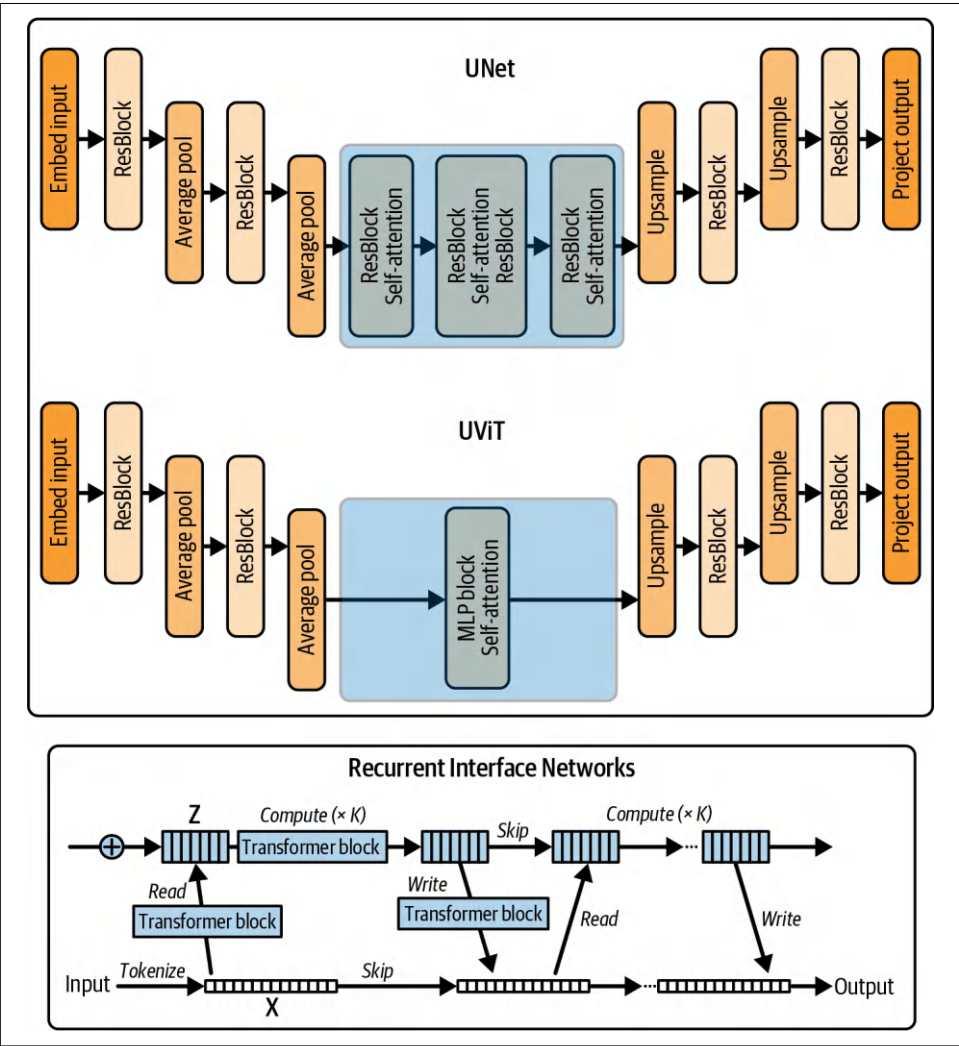 UNet
Embed input
ResBlock
Average pool
ResBlock
Average pool
ResBlock
Self-attention
ResBlock
Self-attention
ResBlock
ResBlock
Self-attention
Upsample
ResBlock
Upsample
ResBlock
Project output
UViT
Embed input
ResBlock
Average pool
ResBlock
Average pool
MLP block
Self-attention
Upsample
ResBlock
Upsample
ResBlock
Project output
Recurrent Interface Networks
Z
Compute (× K)
Skip
Compute (× K)
Transformer block
Read
Write
Transformer block
Transformer block
Read
Write
Input
Tokenize
Skip
Output
X